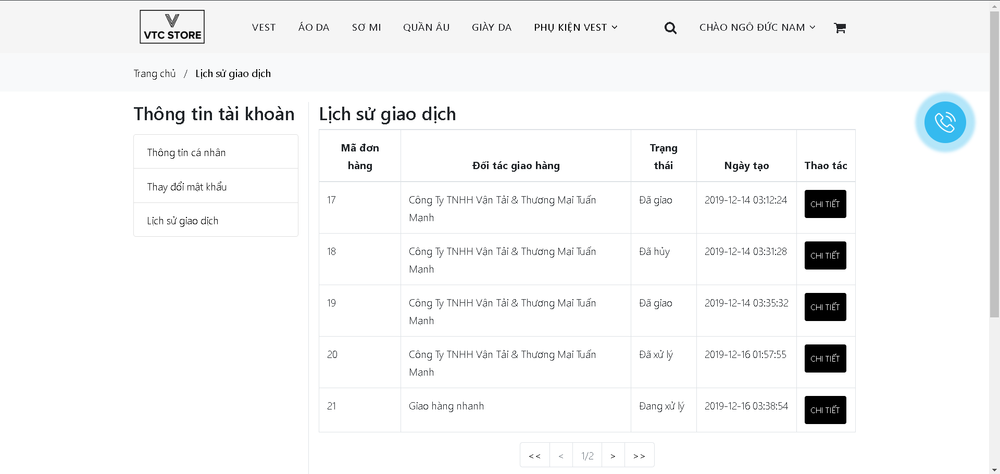 VTC STORE
VEST ÁO DA SƠ MI QUẦN ÂU GIÀY DA PHỤ KIỆN VEST CHÀO NGÔ ĐỨC NAM
Trang chủ / Lịch sử giao dịch
Thông tin tài khoản
Thông tin cá nhân
Thay đổi mật khẩu
Lịch sử giao dịch
Lịch sử giao dịch
Mã đơn hàng Đối tác giao hàng Trạng thái Ngày tạo Thao tác
17 Công Ty TNHH Vận Tải & Thương Mại Tuấn Mạnh Đã giao 2019-12-14 03:12:24 CHI TIẾT
18 Công Ty TNHH Vận Tải & Thương Mại Tuấn Mạnh Đã hủy 2019-12-14 03:31:28 CHI TIẾT
19 Công Ty TNHH Vận Tải & Thương Mại Tuấn Mạnh Đã giao 2019-12-14 03:35:32 CHI TIẾT
20 Công Ty TNHH Vận Tải & Thương Mại Tuấn Mạnh Đã xử lý 2019-12-16 01:57:55 CHI TIẾT
21 Giao hàng nhanh Đang xử lý 2019-12-16 03:38:54 CHI TIẾT
<< < 1/2 > >>